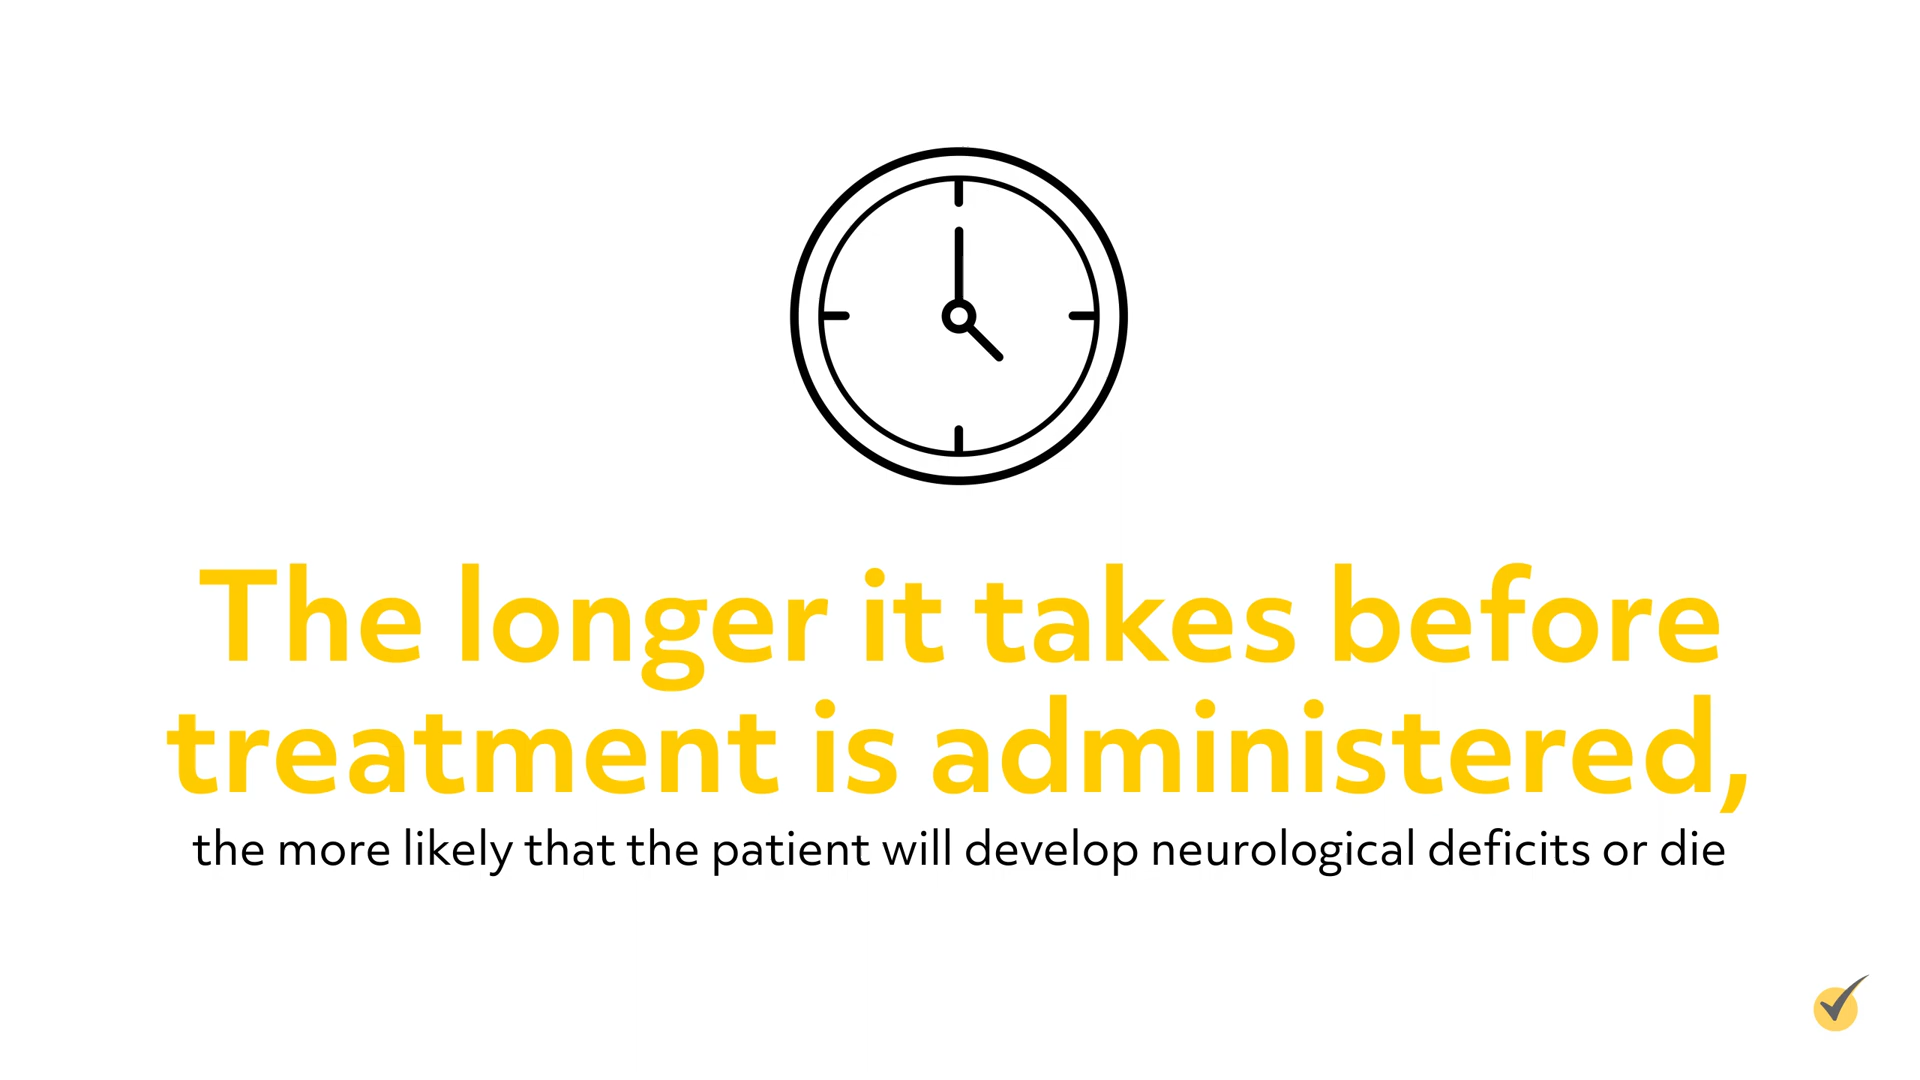 The longer it takes before
treatment is administered,
the more likely that the patient will develop neurological deficits or die